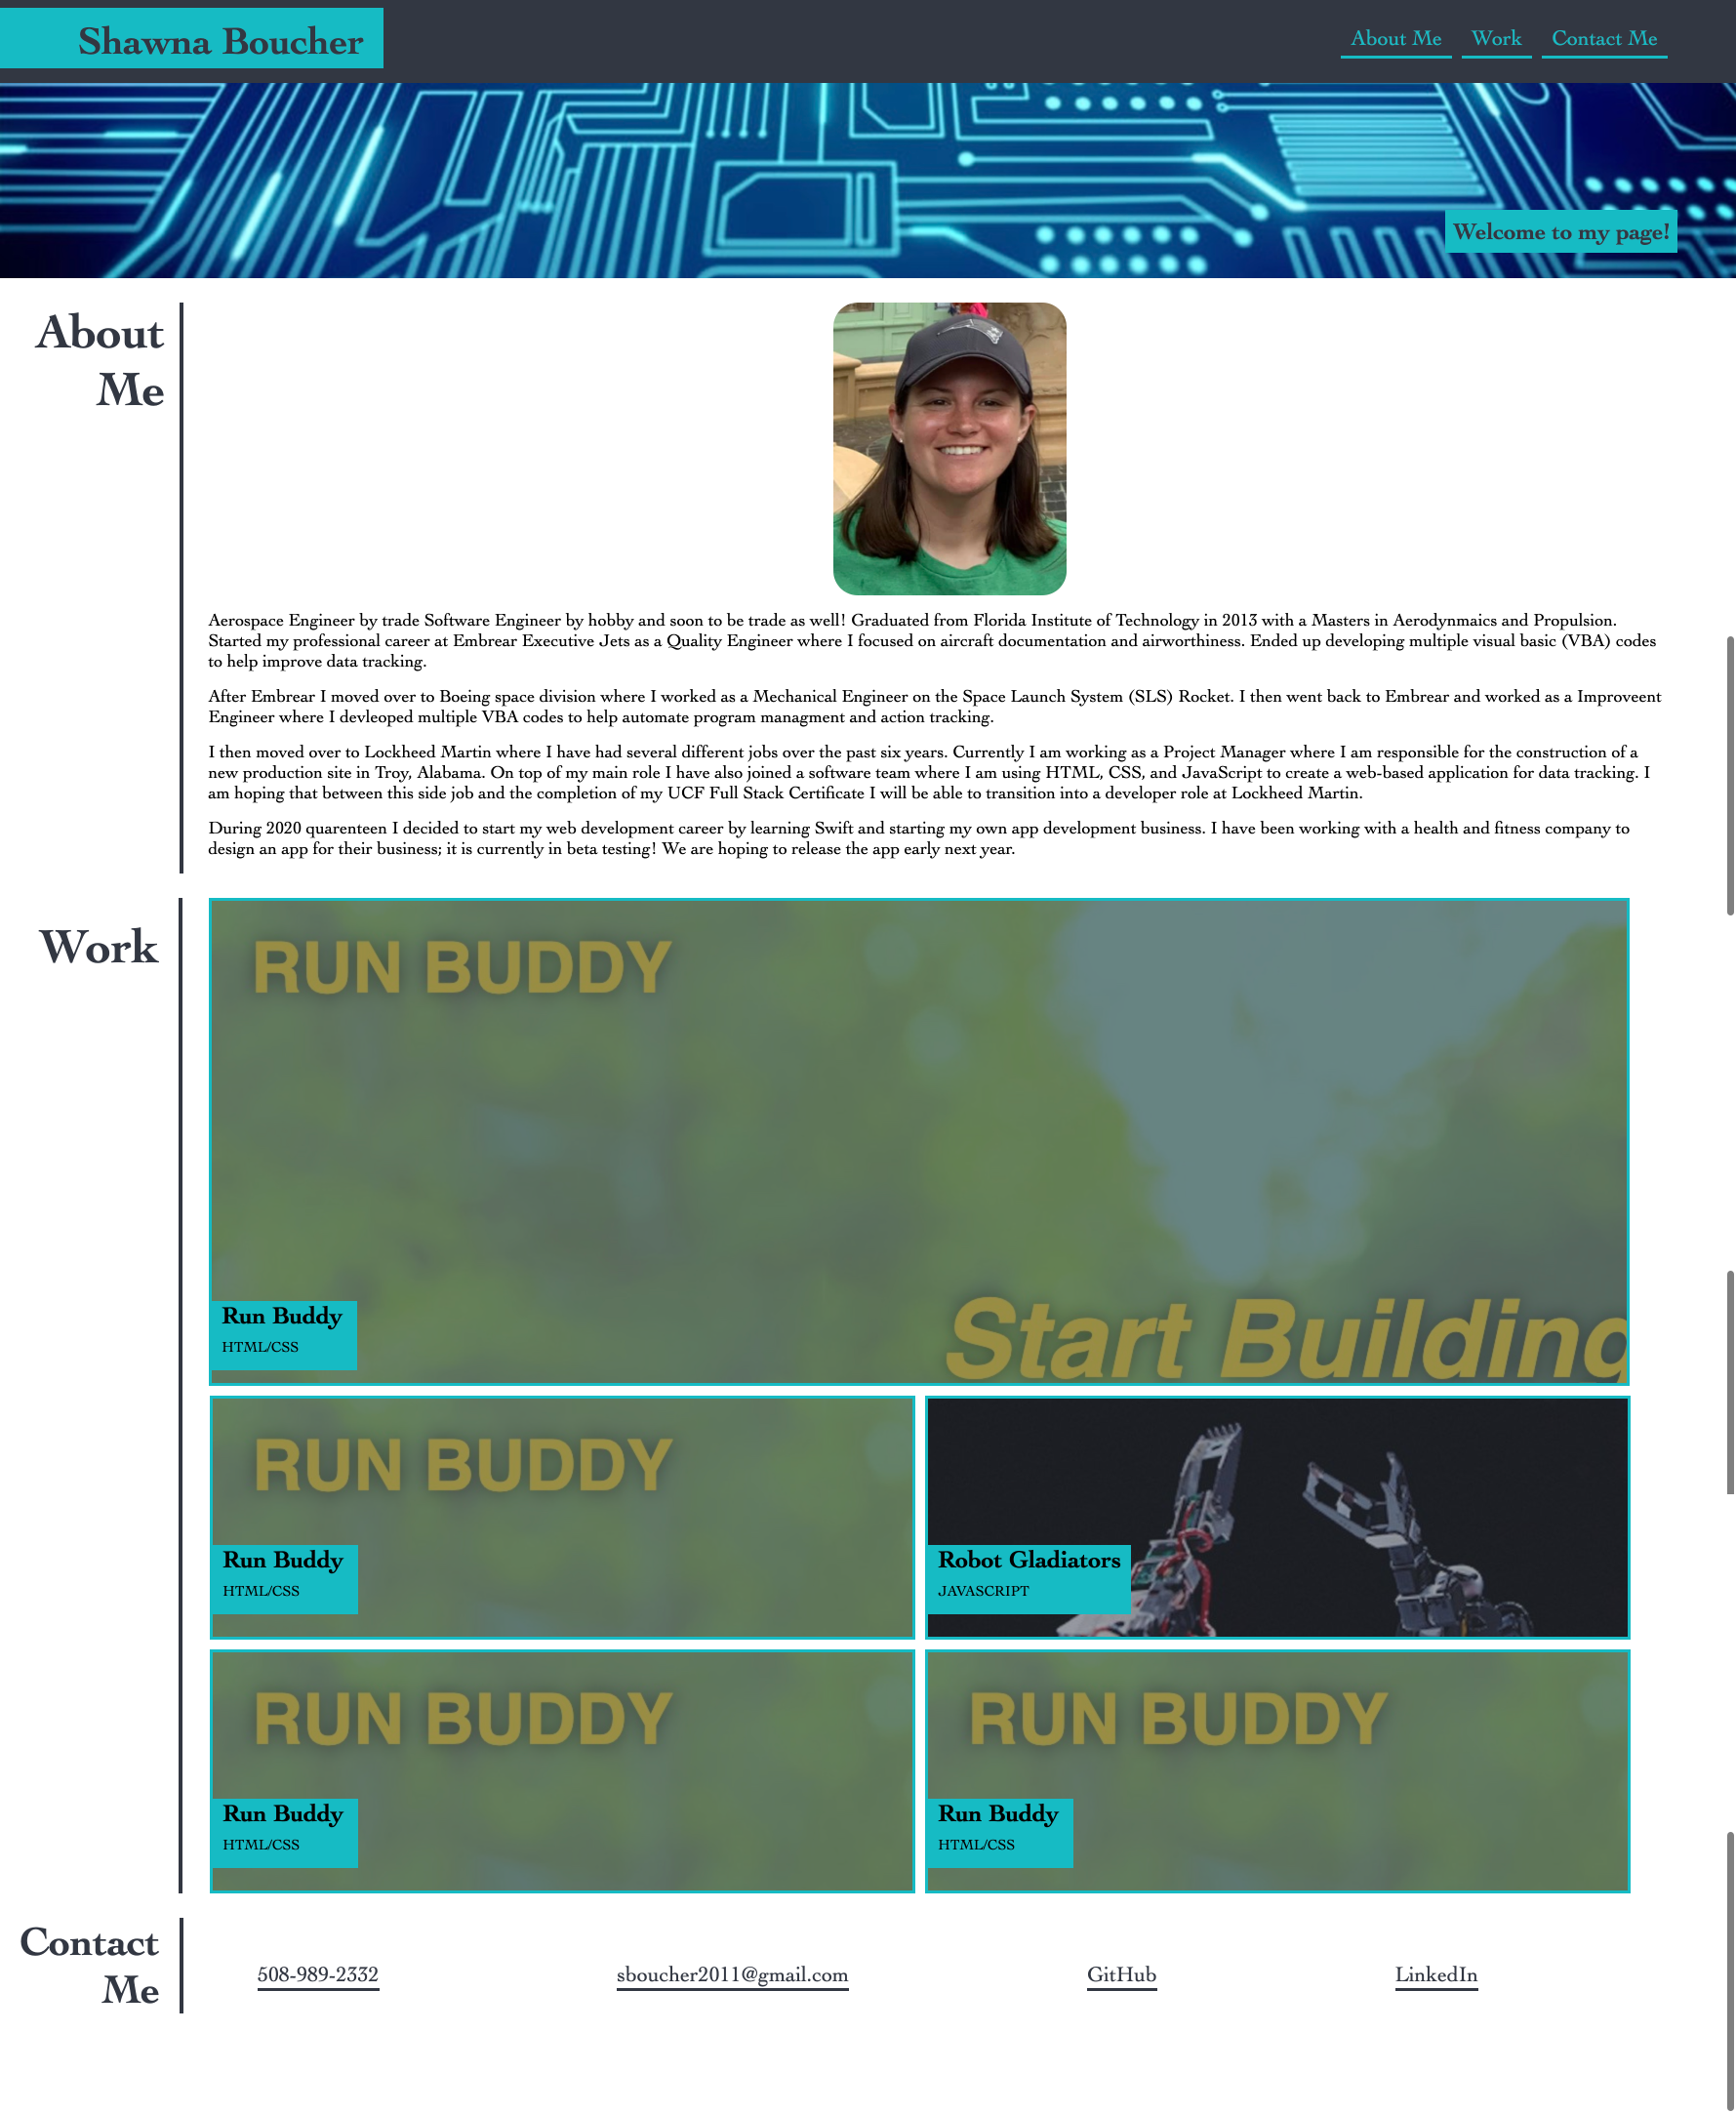 Shawna Boucher
About Me Work Contact Me
Welcome to my page!
About
Me
Aerospace Engineer by trade Software Engineer by hobby and soon to be trade as well! Graduated from Florida Institute of Technology in 2013 with a Masters in Aerodynmaics and Propulsion.
Started my professional career at Embrear Executive Jets as a Quality Engineer where I focused on aircraft documentation and airworthiness. Ended up developing multiple visual basic (VBA) codes
to help improve data tracking.
After Embrear I moved over to Boeing space division where I worked as a Mechanical Engineer on the Space Launch System (SLS) Rocket. I then went back to Embrear and worked as a Improveent
Engineer where I devleoped multiple VBA codes to help automate program managment and action tracking.
I then moved over to Lockheed Martin where I have had several different jobs over the past six years. Currently I am working as a Project Manager where I am responsible for the construction of a
new production site in Troy, Alabama. On top of my main role I have also joined a software team where I am using HTML, CSS, and JavaScript to create a web-based application for data tracking. I
am hoping that between this side job and the completion of my UCF Full Stack Certificate I will be able to transition into a developer role at Lockheed Martin.
During 2020 quarenteen I decided to start my web development career by learning Swift and starting my own app development business. I have been working with a health and fitness company to
design an app for their business; it is currently in beta testing! We are hoping to release the app early next year.
Work
RUN BUDDY
Start Building
Run Buddy
HTML/CSS
RUN BUDDY
Run Buddy
HTML/CSS
Robot Gladiators
JAVASCRIPT
RUN BUDDY
Run Buddy
HTML/CSS
RUN BUDDY
Run Buddy
HTML/CSS
Contact
Me
508-989-2332
sboucher2011@gmail.com
GitHub
LinkedIn